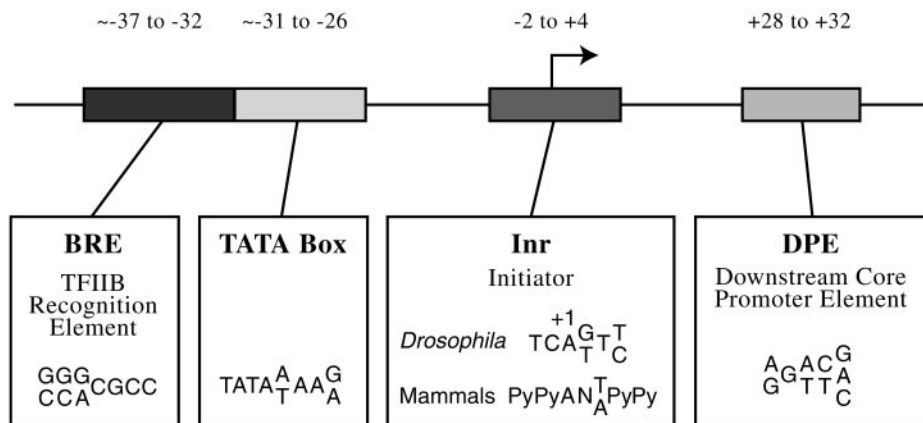 ~-37 to -32
~-31 to -26
-2 to +4
+28 to +32
BRE
TFIIB
Recognition
Element
GGG
CGCC
CCA
TATA Box
A G
TATA AA
T A
Inr
Initiator
+1
G T
Drosophila TCA T
T C
T
Mammals PyPyAN PyPy
A
DPE
Downstream Core
Promoter Element
A AC G
G A
G TT C